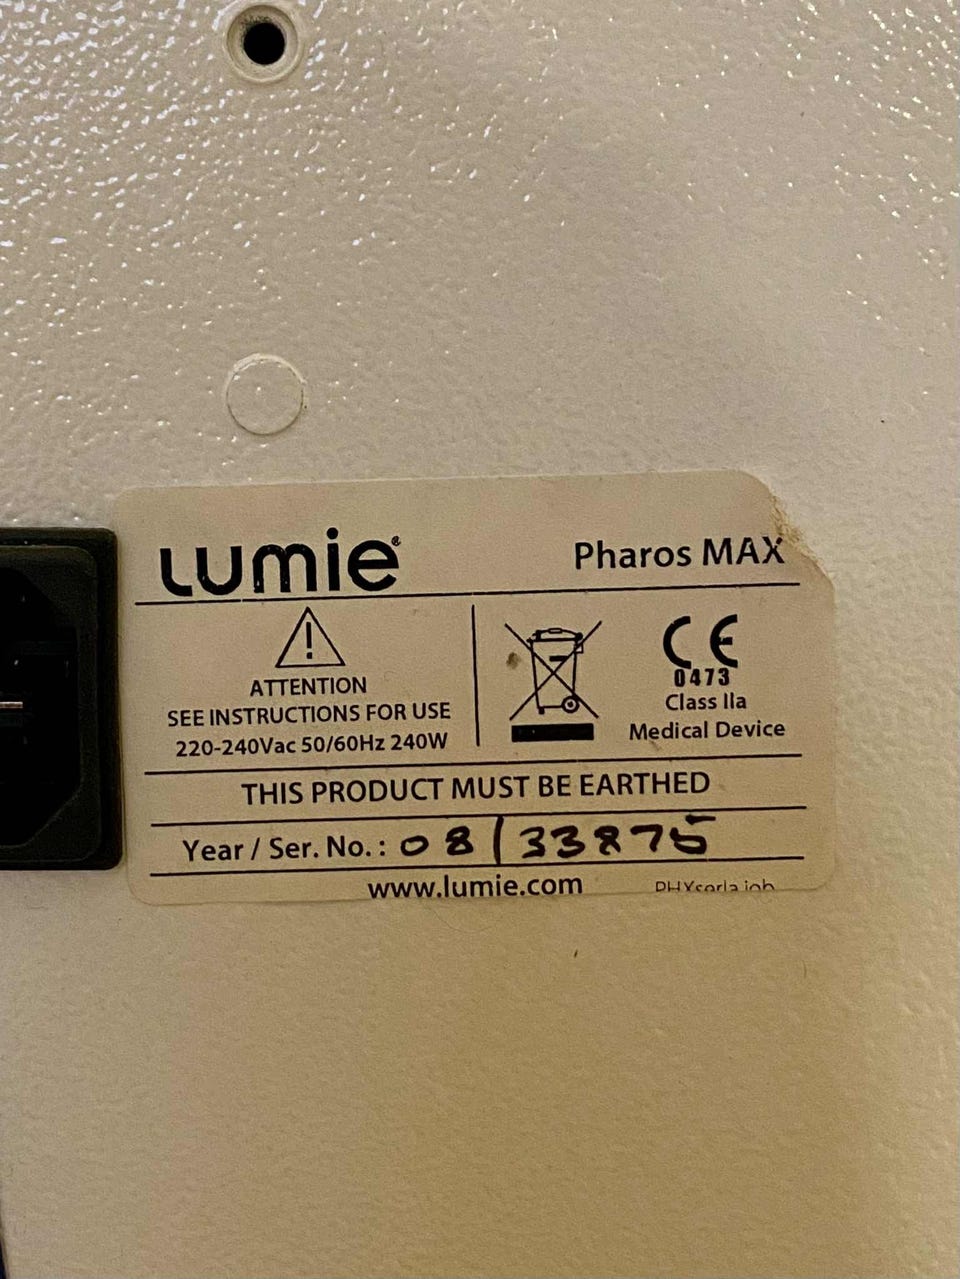 Lumie®
Pharos MAX
ATTENTION
SEE INSTRUCTIONS FOR USE
220-240Vac 50/60Hz 240W
CE
0473
Class IIa
Medical Device
THIS PRODUCT MUST BE EARTHED
Year / Ser. No. : 08/33875
www.lumie.com